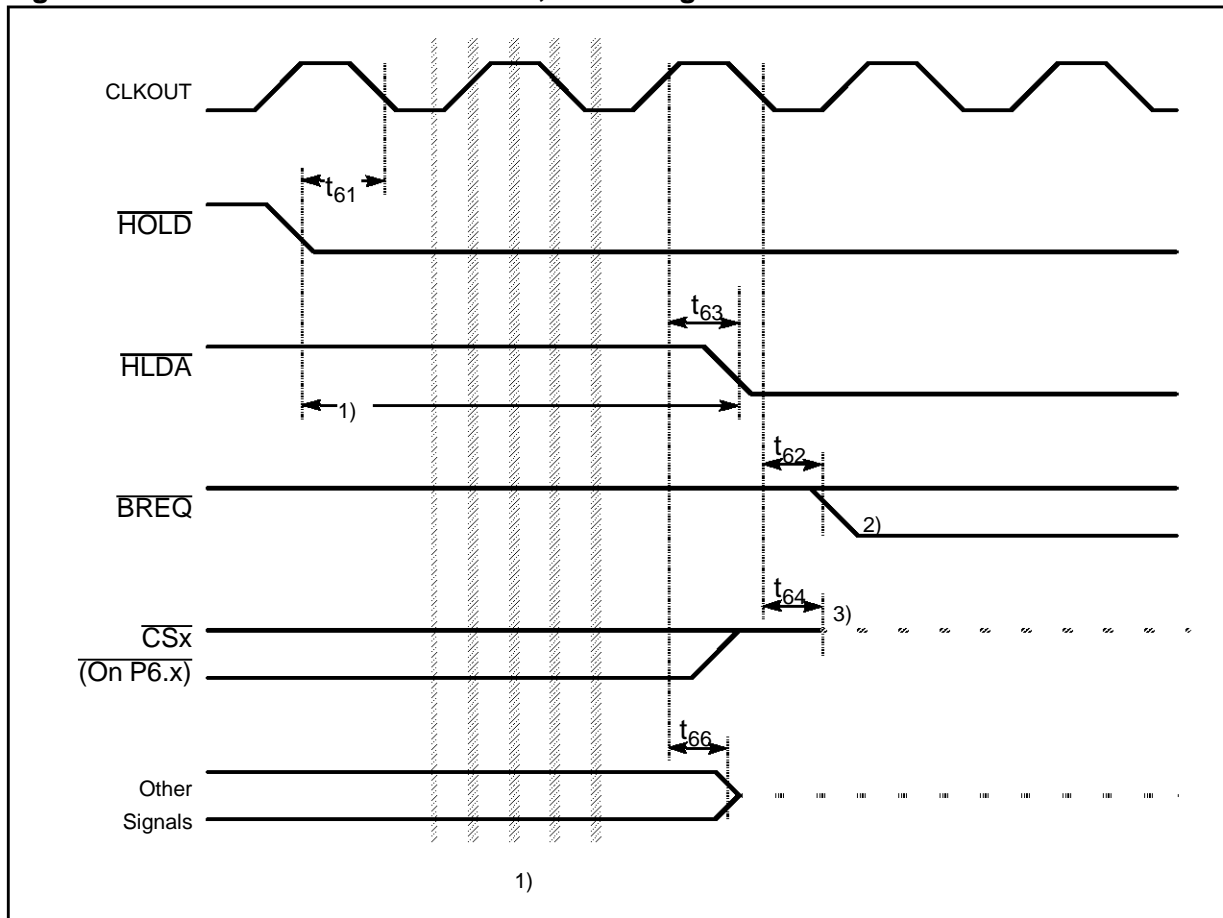 CLKOUT
t61
HOLD
t63
HLDA
1)
t62
BREQ
2)
t64
3)
CSx
(On P6.x)
t66
Other
Signals
1)